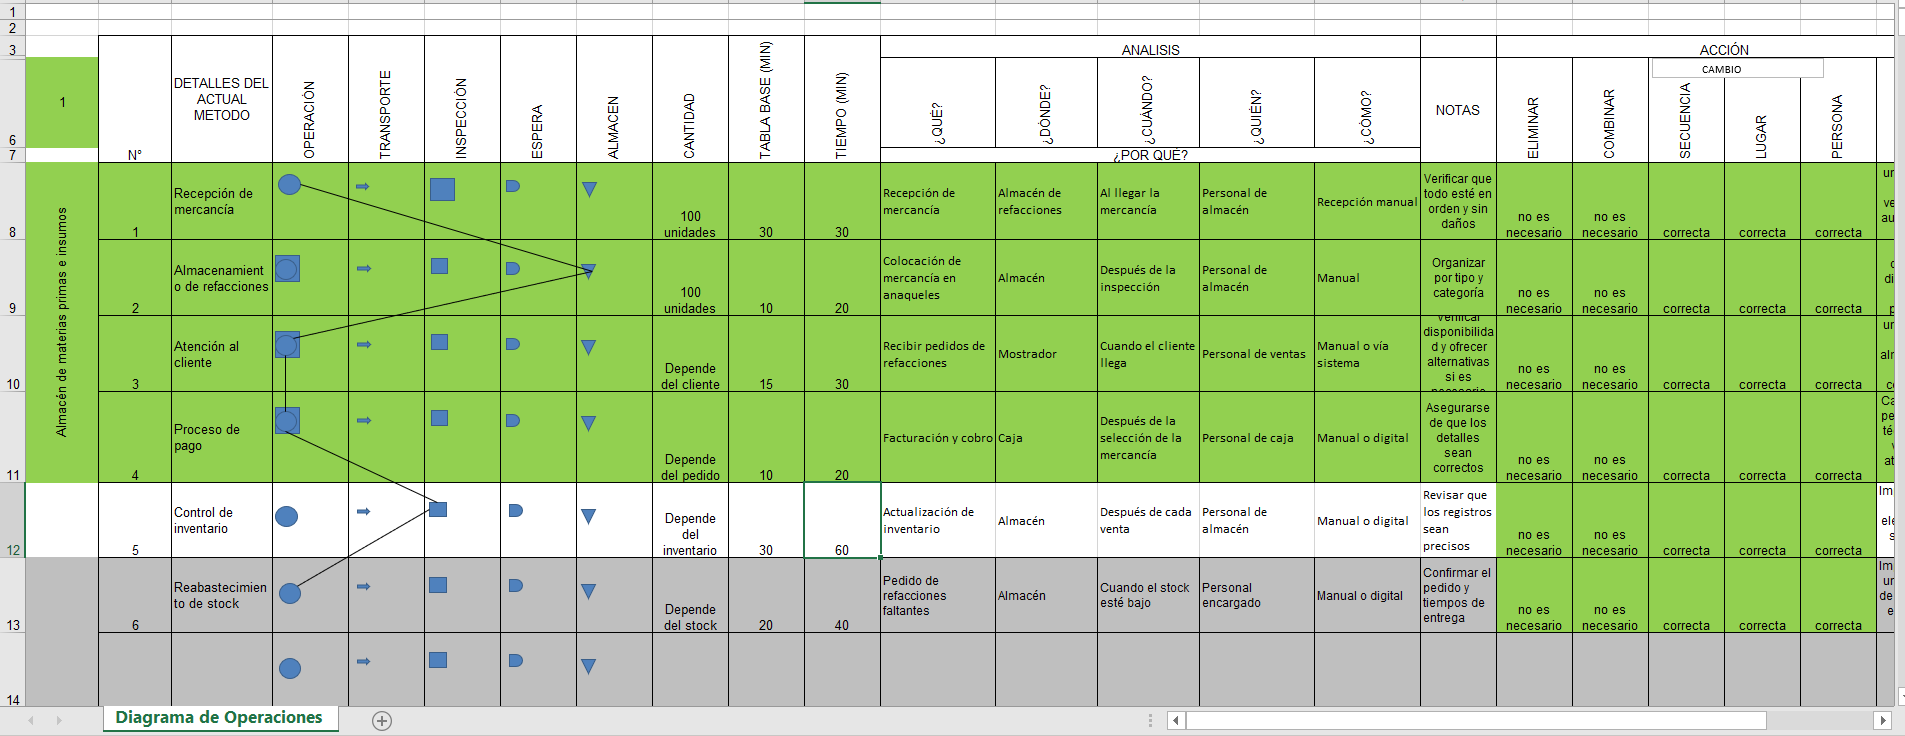 1
2
3
ANALISIS
ACCIÓN
CAMBIO
1
6
7
N°
DETALLES DEL
ACTUAL
METODO
OPERACIÓN
TRANSPORTE
INSPECCIÓN
ESPERA
ALMACEN
CANTIDAD
TABLA BASE (MIN)
TIEMPO (MIN)
¿QUÉ?
¿DÓNDE?
¿CUÁNDO?
¿QUIÉN?
¿CÓMO?
NOTAS
ELIMINAR
COMBINAR
SECUENCIA
LUGAR
PERSONA
¿POR QUÉ?
Almacén de materias primas e insumos
8
1
Recepción de
mercancía
100
unidades
30
30
Recepción de
mercancía
Almacén de
refacciones
Al llegar la
mercancía
Personal de
almacén
Recepción manual
Verificar que
todo esté en
orden y sin
daños
no es
necesario
no es
necesario
correcta
correcta
correcta
9
2
Almacenamient
o de refacciones
100
unidades
10
20
Colocación de
mercancía en
anaqueles
Almacén
Después de la
inspección
Personal de
almacén
Manual
Organizar
por tipo y
categoría
no es
necesario
no es
necesario
correcta
correcta
correcta
10
3
Atención al
cliente
Depende
del cliente
15
30
Recibir pedidos de
refacciones
Mostrador
Cuando el cliente
llega
Personal de ventas
Manual o vía
sistema
disponibilida
d y ofrecer
alternativas
si es
no es
necesario
no es
necesario
correcta
correcta
correcta
11
4
Proceso de
pago
Depende
del pedido
10
20
Facturación y cobro
Caja
Después de la
selección de la
mercancía
Personal de caja
Manual o digital
Asegurarse
de que los
detalles
sean
correctos
no es
necesario
no es
necesario
correcta
correcta
correcta
12
5
Control de
inventario
Depende
del
inventario
30
60
Actualización de
inventario
Almacén
Después de cada
venta
Personal de
almacén
Manual o digital
Revisar que
los registros
sean
precisos
no es
necesario
no es
necesario
correcta
correcta
correcta
13
6
Reabastecimien
to de stock
Depende
del stock
20
40
Pedido de
refacciones
faltantes
Almacén
Cuando el stock
esté bajo
Personal
encargado
Manual o digital
Confirmar el
pedido y
tiempos de
entrega
no es
necesario
no es
necesario
correcta
correcta
correcta
14
Diagrama de Operaciones